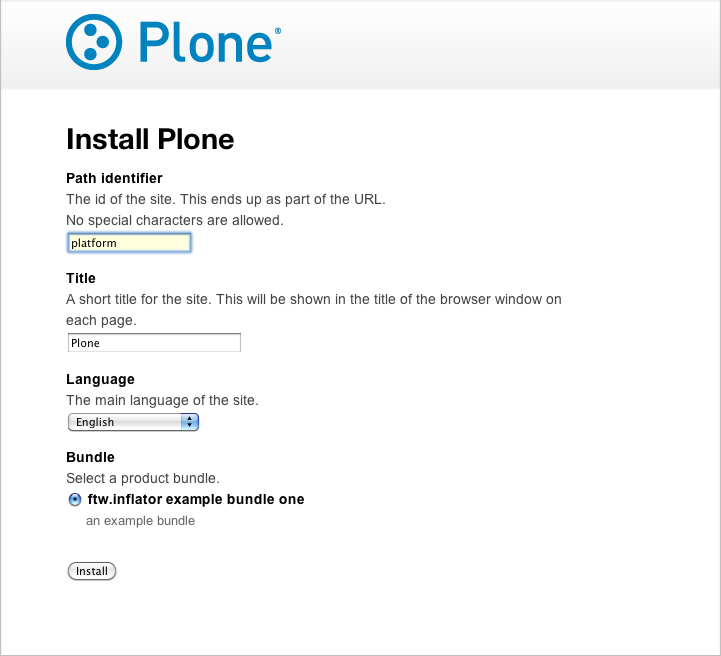 Plone®
Install Plone
Path identifier
The id of the site. This ends up as part of the URL.
No special characters are allowed.
platform
Title
A short title for the site. This will be shown in the title of the browser window on
each page.
Plone
Language
The main language of the site.
English
Bundle
Select a product bundle.
ftw.inflator example bundle one
an example bundle
Install